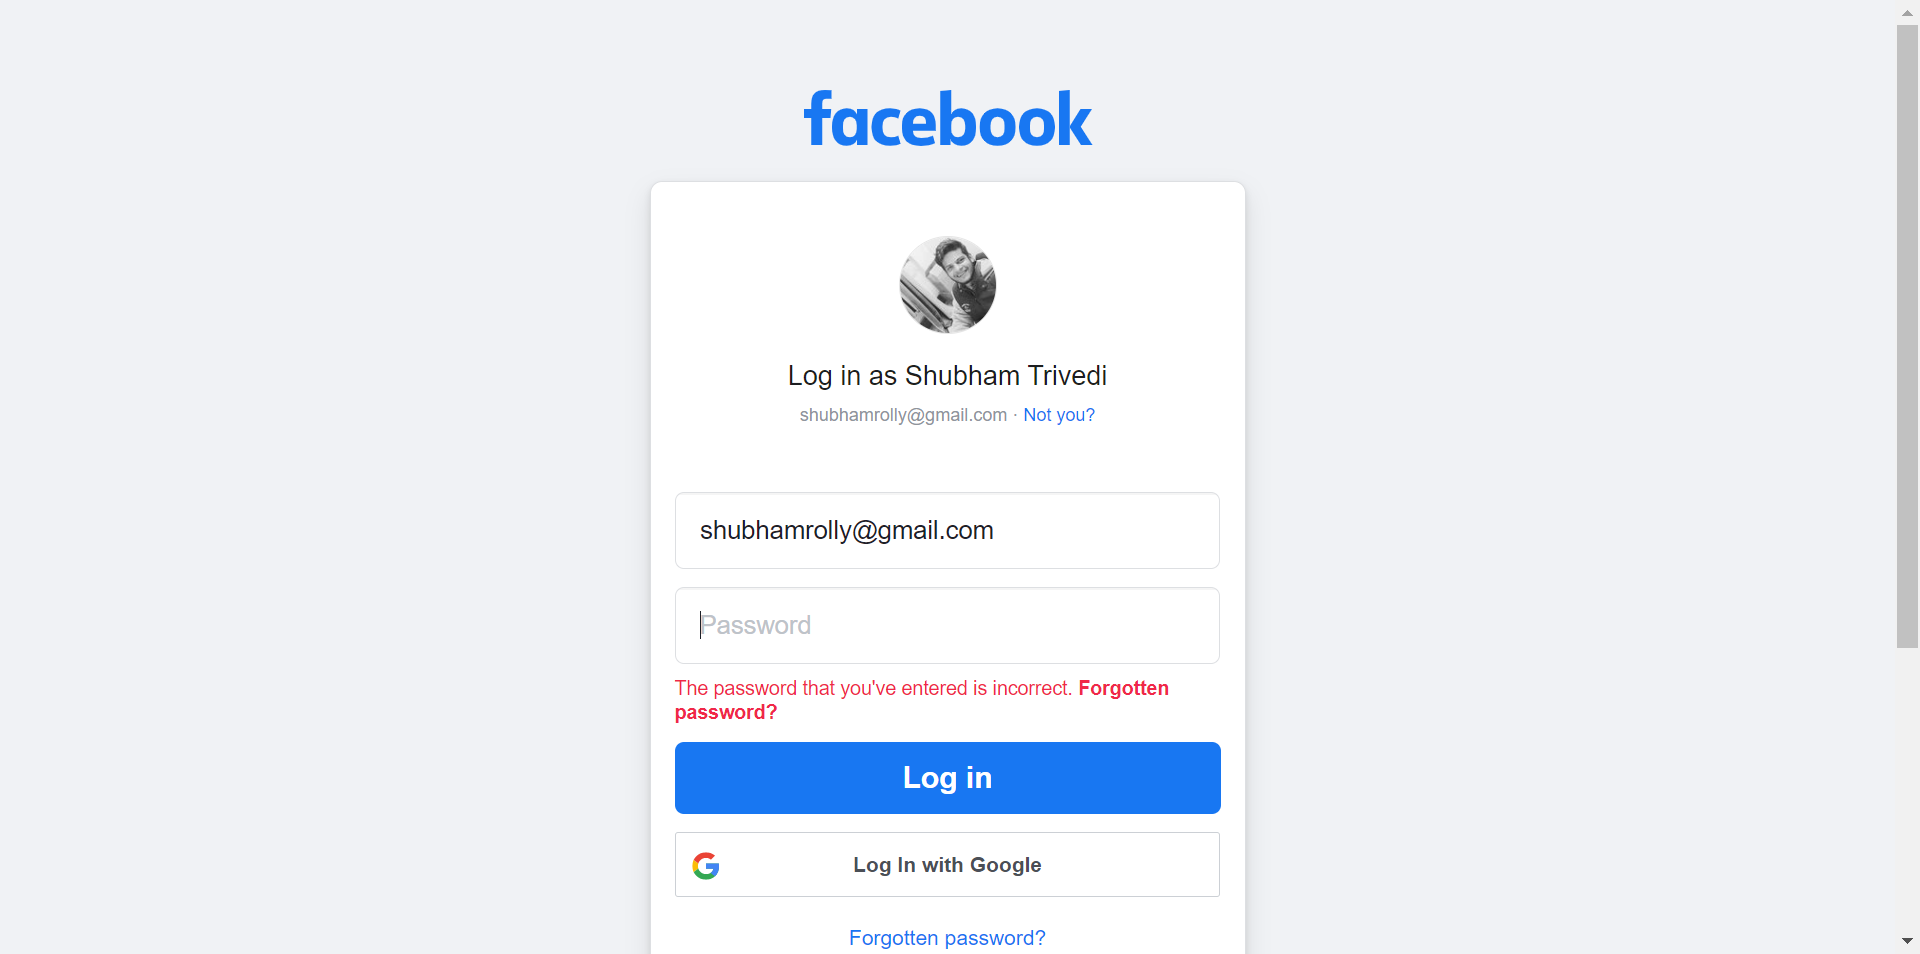 facebook
Log in as Shubham Trivedi
shubhamrolly@gmail.com · Not you?
shubhamrolly@gmail.com
Password
The password that you've entered is incorrect. Forgotten
password?
Log in
Log In with Google
Forgotten password?